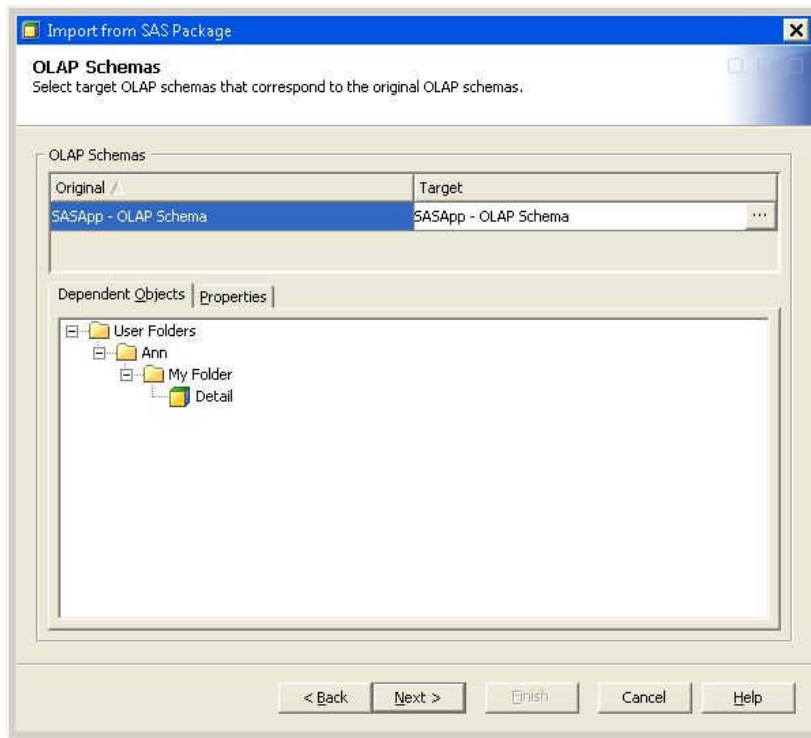 Import from SAS Package
OLAP Schemas
Select target OLAP schemas that correspond to the original OLAP schemas.
OLAP Schemas
Original Target
SASApp - OLAP Schema SASApp - OLAP Schema ...
Dependent Objects Properties
User Folders
Ann
My Folder
Detail
< Back Next > Finish Cancel Help